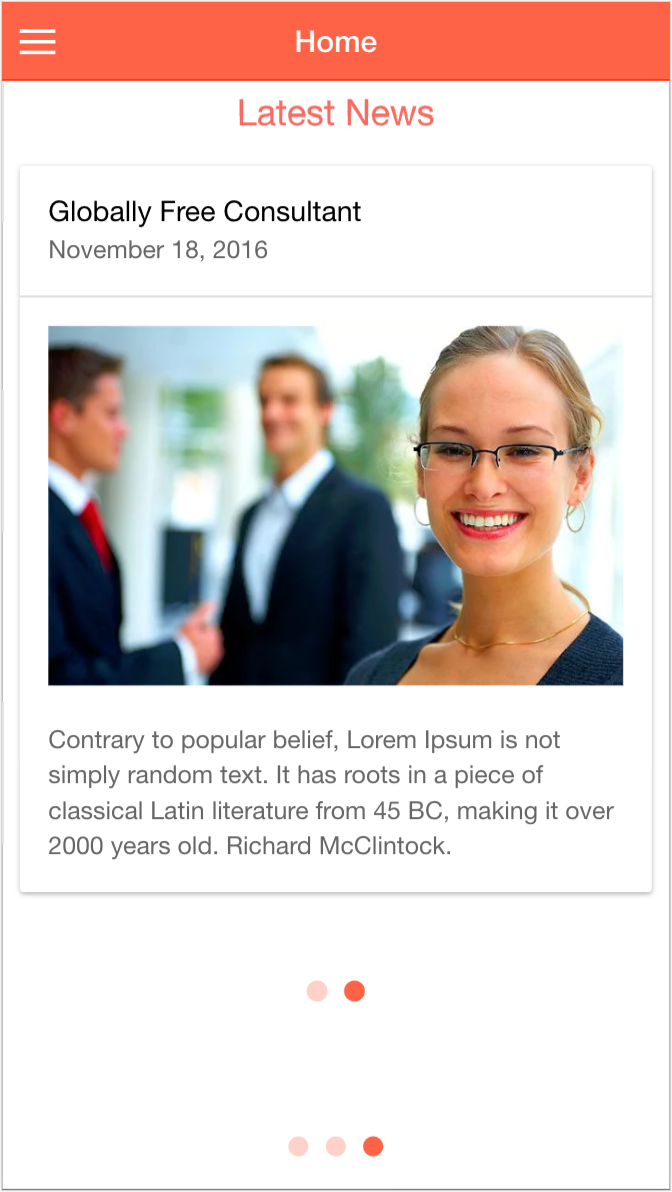 Home
Latest News
Globally Free Consultant
November 18, 2016
Contrary to popular belief, Lorem Ipsum is not
simply random text. It has roots in a piece of
classical Latin literature from 45 BC, making it over
2000 years old. Richard McClintock.